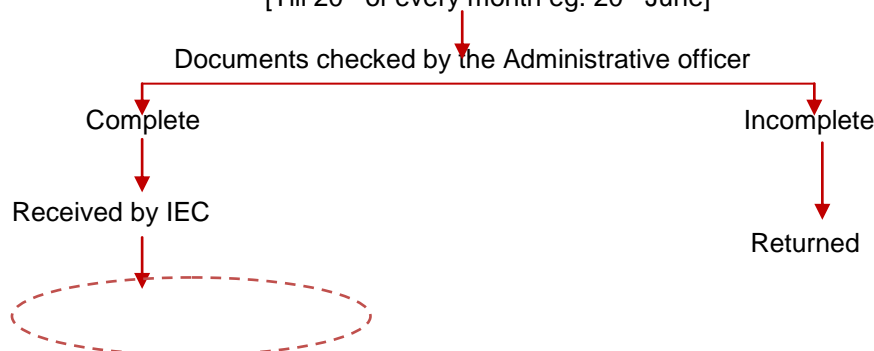 [Till 20 of every month eg. 20 June]
Documents checked by the Administrative officer
Complete
Incomplete
Received by IEC
Returned